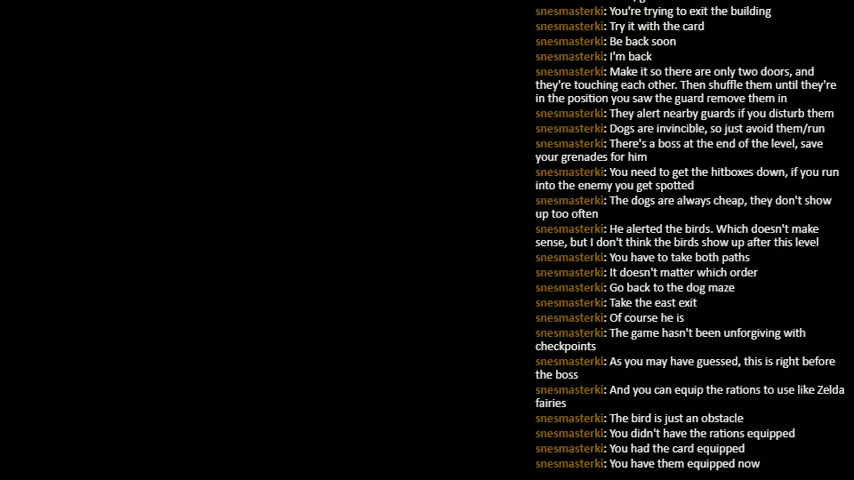 snesmasterki: You're trying to exit the building
snesmasterki: Try it with the card
snesmasterki: Be back soon
snesmasterki: I'm back
snesmasterki: Make it so there are only two doors, and
they're touching each other. Then shuffle them until they're
in the position you saw the guard remove them in
snesmasterki: They alert nearby guards if you disturb them
snesmasterki: Dogs are invincible, so just avoid them/run
snesmasterki: There's a boss at the end of the level, save
your grenades for him
snesmasterki: You need to get the hitboxes down, if you run
into the enemy you get spotted
snesmasterki: The dogs are always cheap, they don't show
up too often
snesmasterki: He alerted the birds. Which doesn't make
sense, but I don't think the birds show up after this level
snesmasterki: You have to take both paths
snesmasterki: It doesn't matter which order
snesmasterki: Go back to the dog maze
snesmasterki: Take the east exit
snesmasterki: Of course he is
snesmasterki: The game hasn't been unforgiving with
checkpoints
snesmasterki: As you may have guessed, this is right before
the boss
snesmasterki: And you can equip the rations to use like Zelda
fairies
snesmasterki: The bird is just an obstacle
snesmasterki: You didn't have the rations equipped
snesmasterki: You had the card equipped
snesmasterki: You have them equipped now